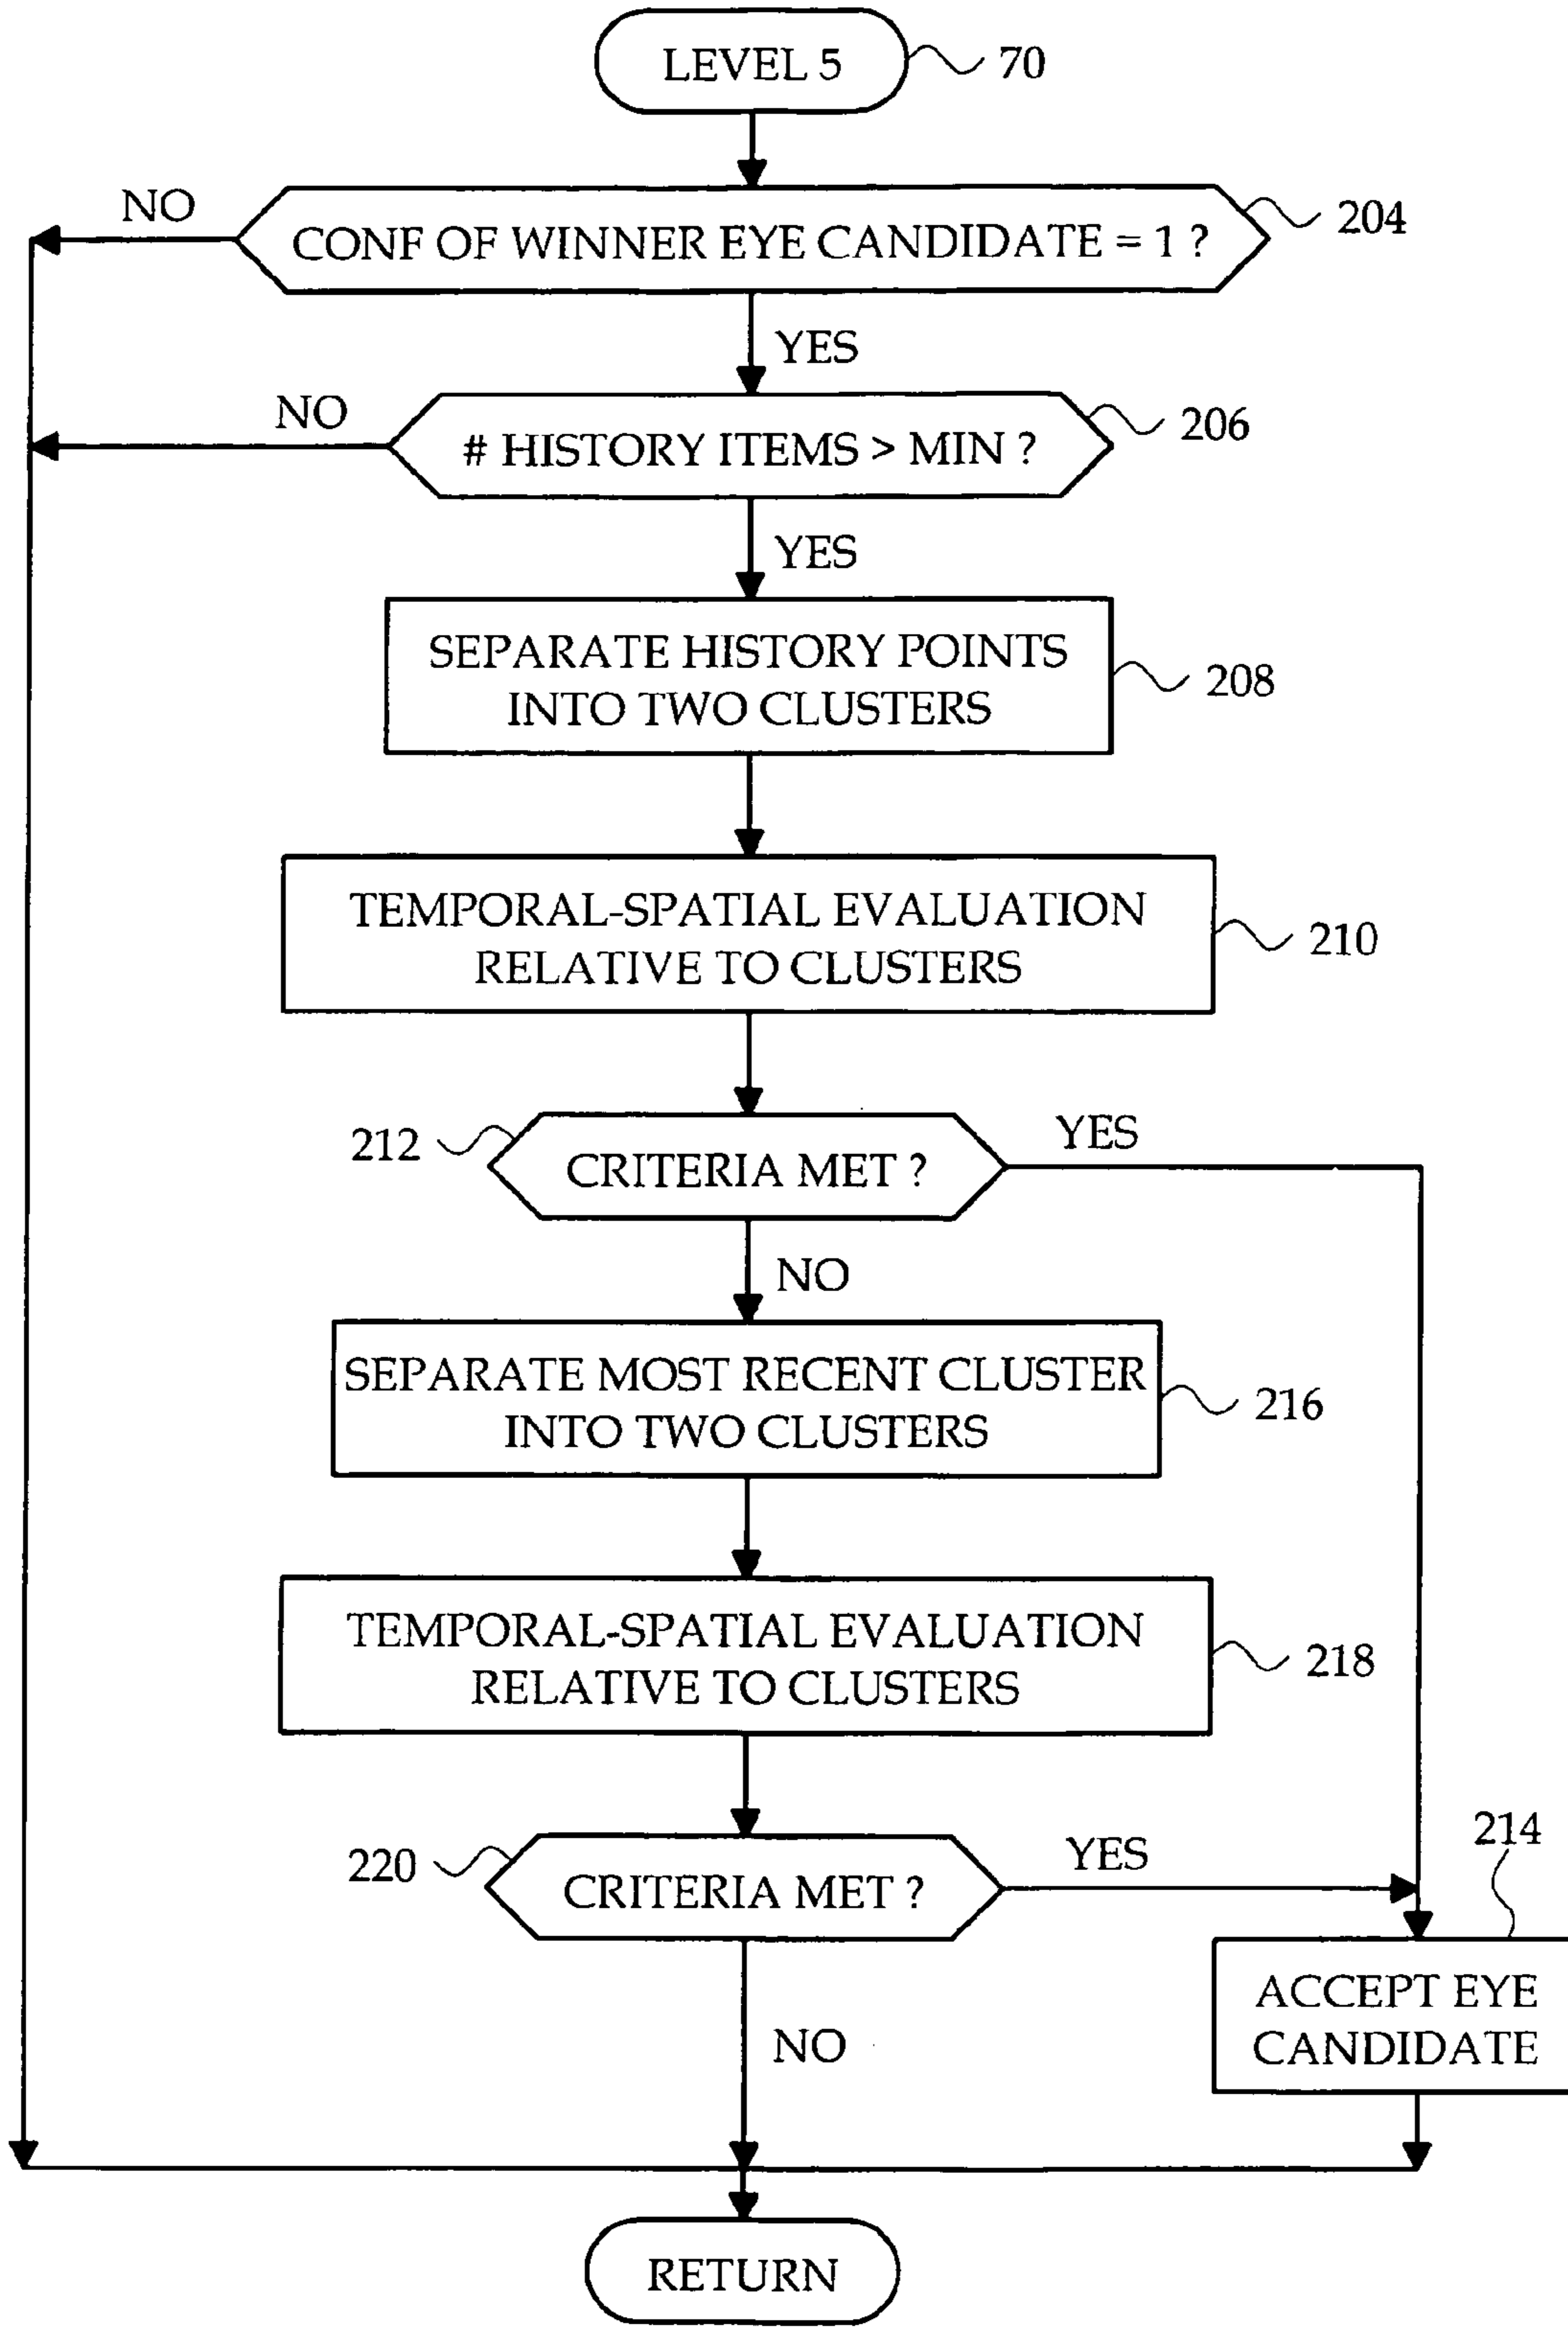 LEVEL 5
70
NO
CONF OF WINNER EYE CANDIDATE = 1 ?
204
YES
NO
# HISTORY ITEMS > MIN ?
206
YES
SEPARATE HISTORY POINTS
INTO TWO CLUSTERS
208
TEMPORAL-SPATIAL EVALUATION
RELATIVE TO CLUSTERS
210
212
CRITERIA MET ?
YES
NO
SEPARATE MOST RECENT CLUSTER
INTO TWO CLUSTERS
216
TEMPORAL-SPATIAL EVALUATION
RELATIVE TO CLUSTERS
218
220
CRITERIA MET ?
YES
214
ACCEPT EYE
CANDIDATE
NO
RETURN